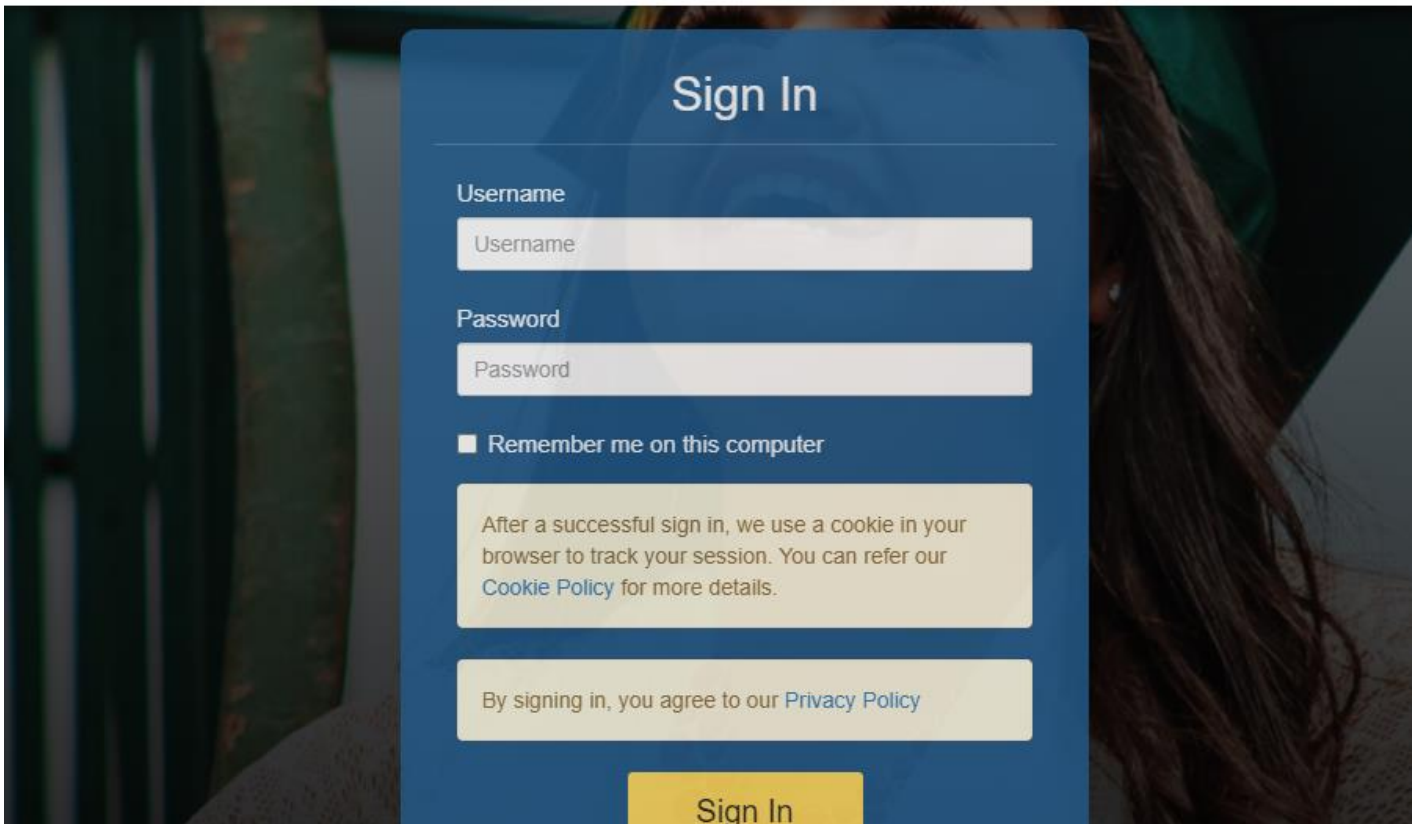 Sign In
Username
Username
Password
Password
Remember me on this computer
After a successful sign in, we use a cookie in your
browser to track your session. You can refer our
Cookie Policy for more details.
By signing in, you agree to our Privacy Policy
Sign In